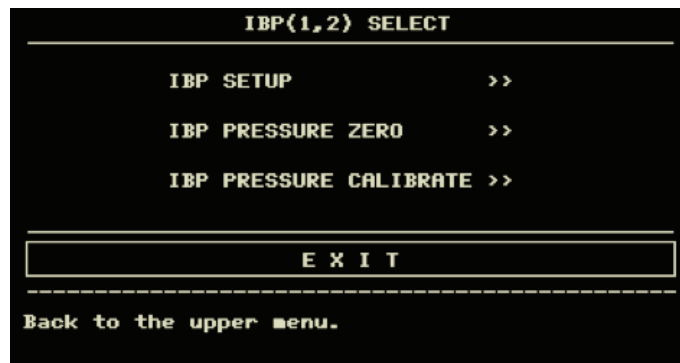 IBP(1,2) SELECT
IBP SETUP >>
IBP PRESSURE ZERO >>
IBP PRESSURE CALIBRATE >>
E X I T
Back to the upper menu.